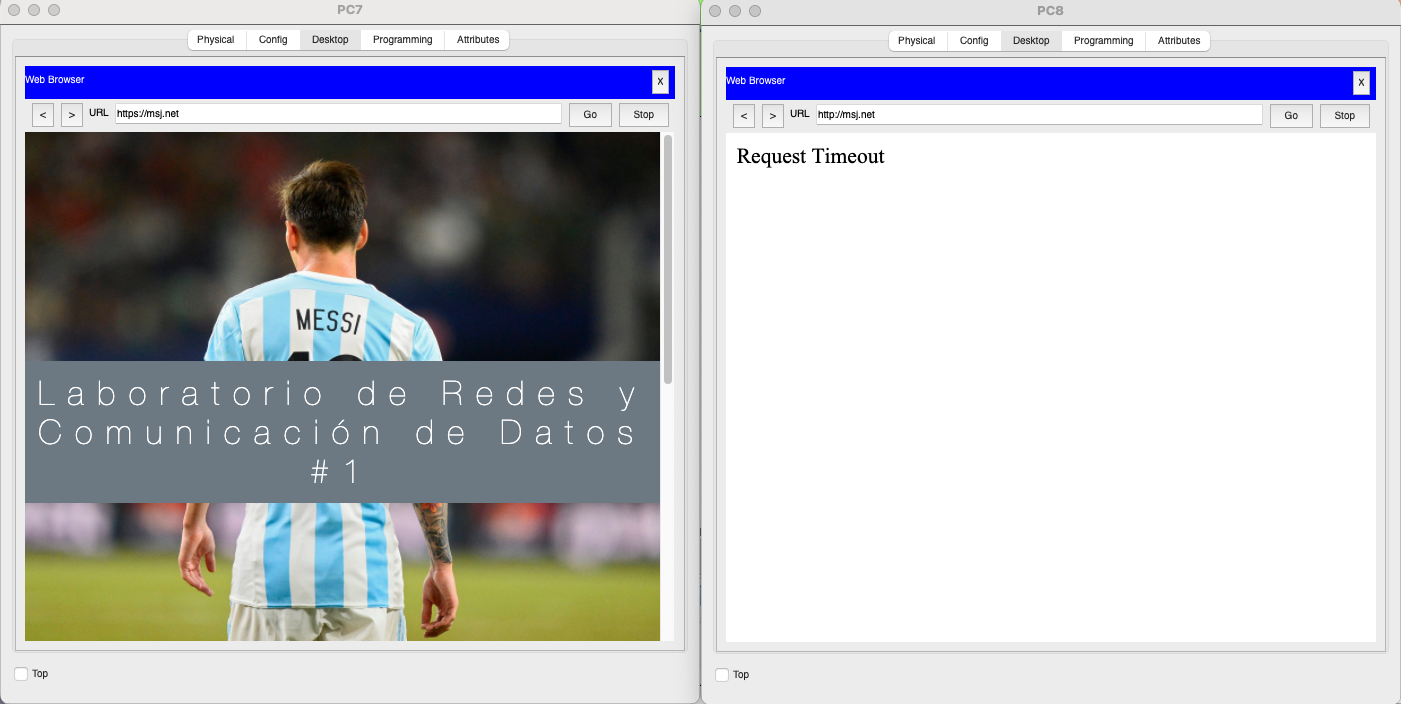 PC7
Physical Config Desktop Programming Attributes
Web Browser
X
< > URL https://msj.net Go Stop
MESSI
Laboratorio de Redes y
Comunicación de Datos
#1
Top
PC8
Physical Config Desktop Programming Attributes
Web Browser
X
< > URL http://msj.net Go Stop
Request Timeout
Top